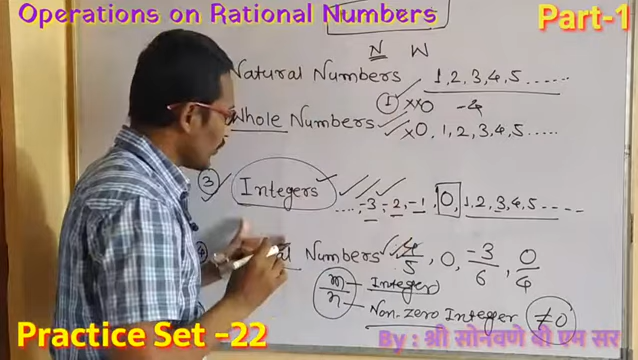 Operations on Rational Numbers
Part-1
N W
Natural Numbers 1,2,3,4,5......
① ××0 -4
Whole Numbers ×0,1,2,3,4,5.....
③ Integers ....,-3,-2,-1,0,1,2,3,4,5,.....
④ al Numbers 4/5, 0, -3/6, 0/4
m/n Integer
Non-zero Integer ≠0
Practice Set -22
By : श्री सोनवणे बी एम सर